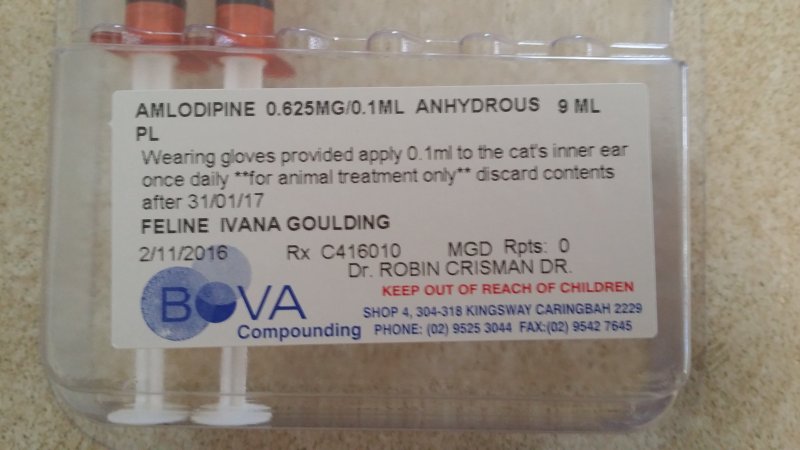 AMLODIPINE 0.625MG/0.1ML ANHYDROUS 9 ML
PL
Wearing gloves provided apply 0.1ml to the cat's inner ear
once daily **for animal treatment only** discard contents
after 31/01/17
FELINE IVANA GOULDING
2/11/2016 Rx C416010 MGD Rpts: 0
Dr. ROBIN CRISMAN DR.
KEEP OUT OF REACH OF CHILDREN
BOVA
Compounding
SHOP 4, 304-318 KINGSWAY CARINGBAH 2229
PHONE: (02) 9525 3044 FAX:(02) 9542 7645